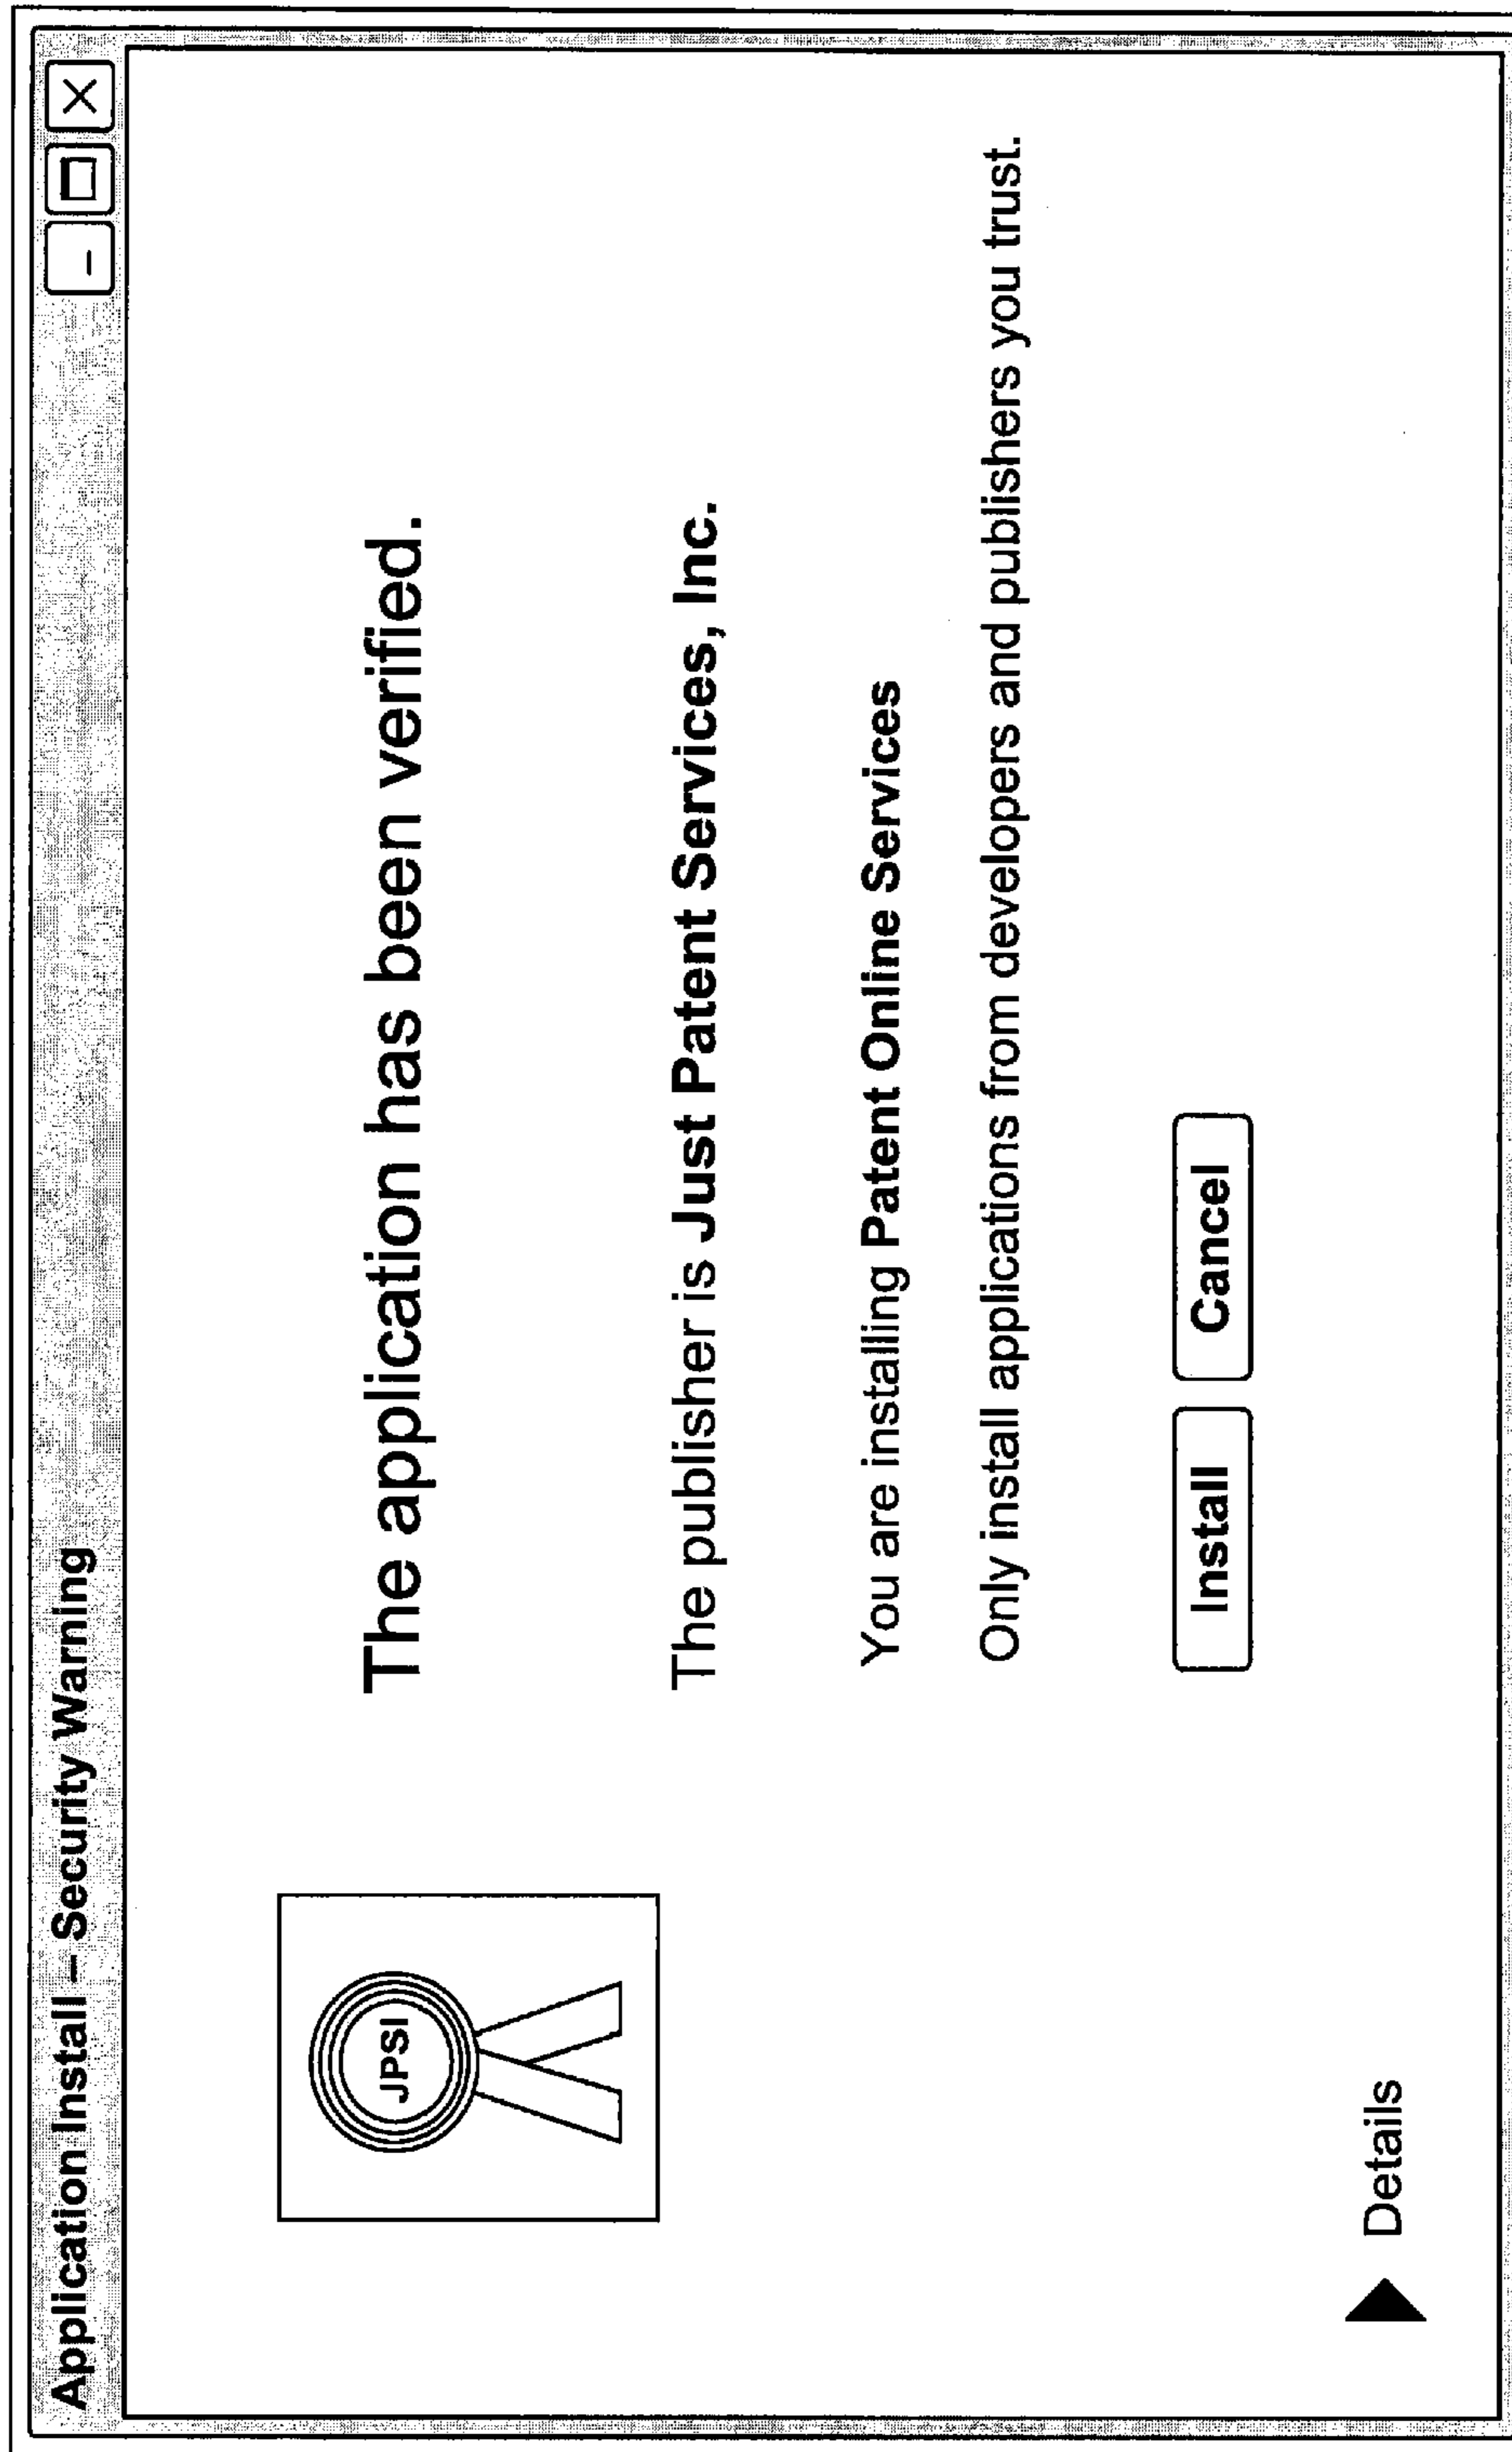 Application Install – Security Warning
JPSI
The application has been verified.
The publisher is Just Patent Services, Inc.
You are installing Patent Online Services
Only install applications from developers and publishers you trust.
Install
Cancel
Details